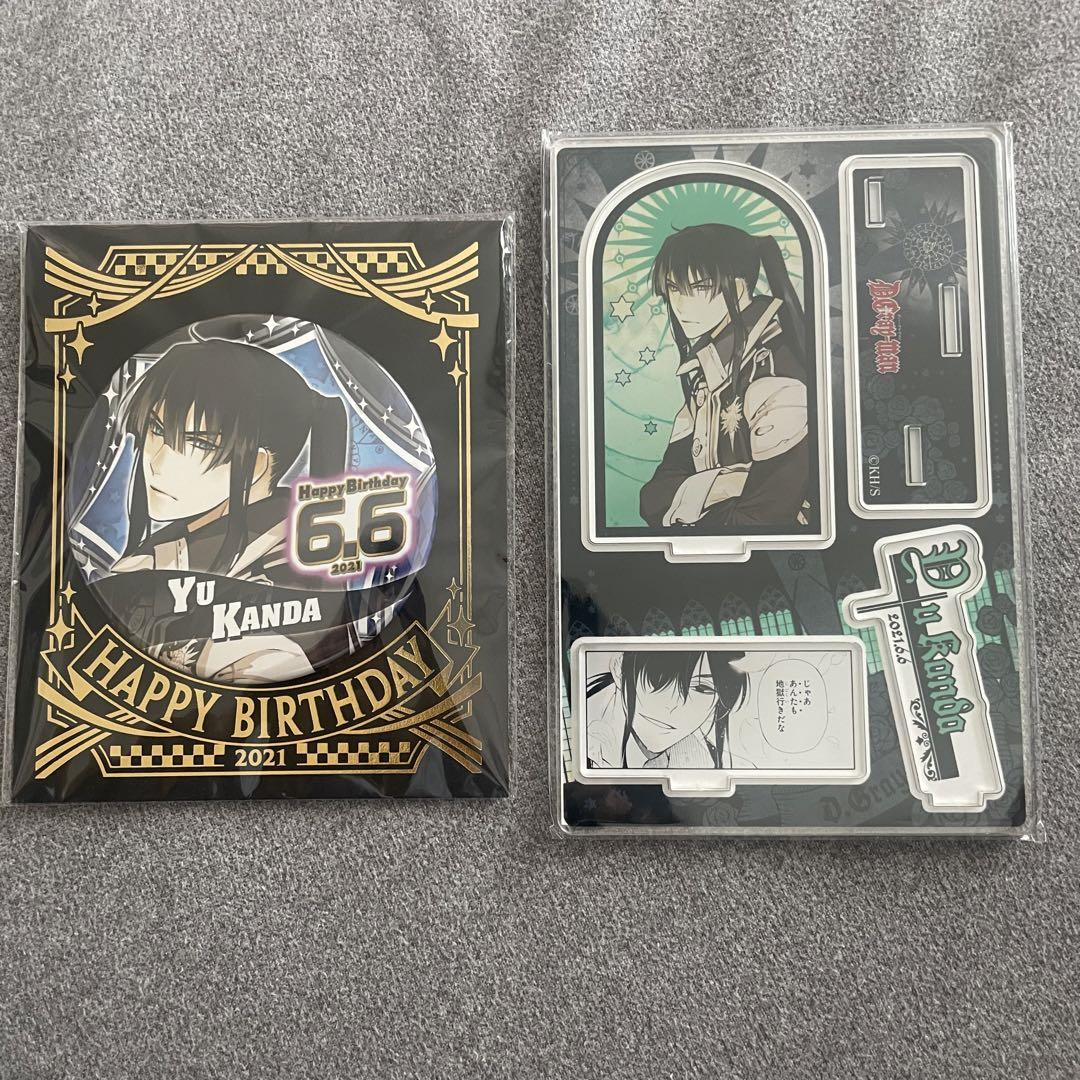 Happy Birthday
6.6
2021
YU
KANDA
HAPPY BIRTHDAY
2021
D.Gray-man
©KH/S
Yu Kanda
2021.6.6
じゃあ
あんたも
地獄行きだな
D.Gray